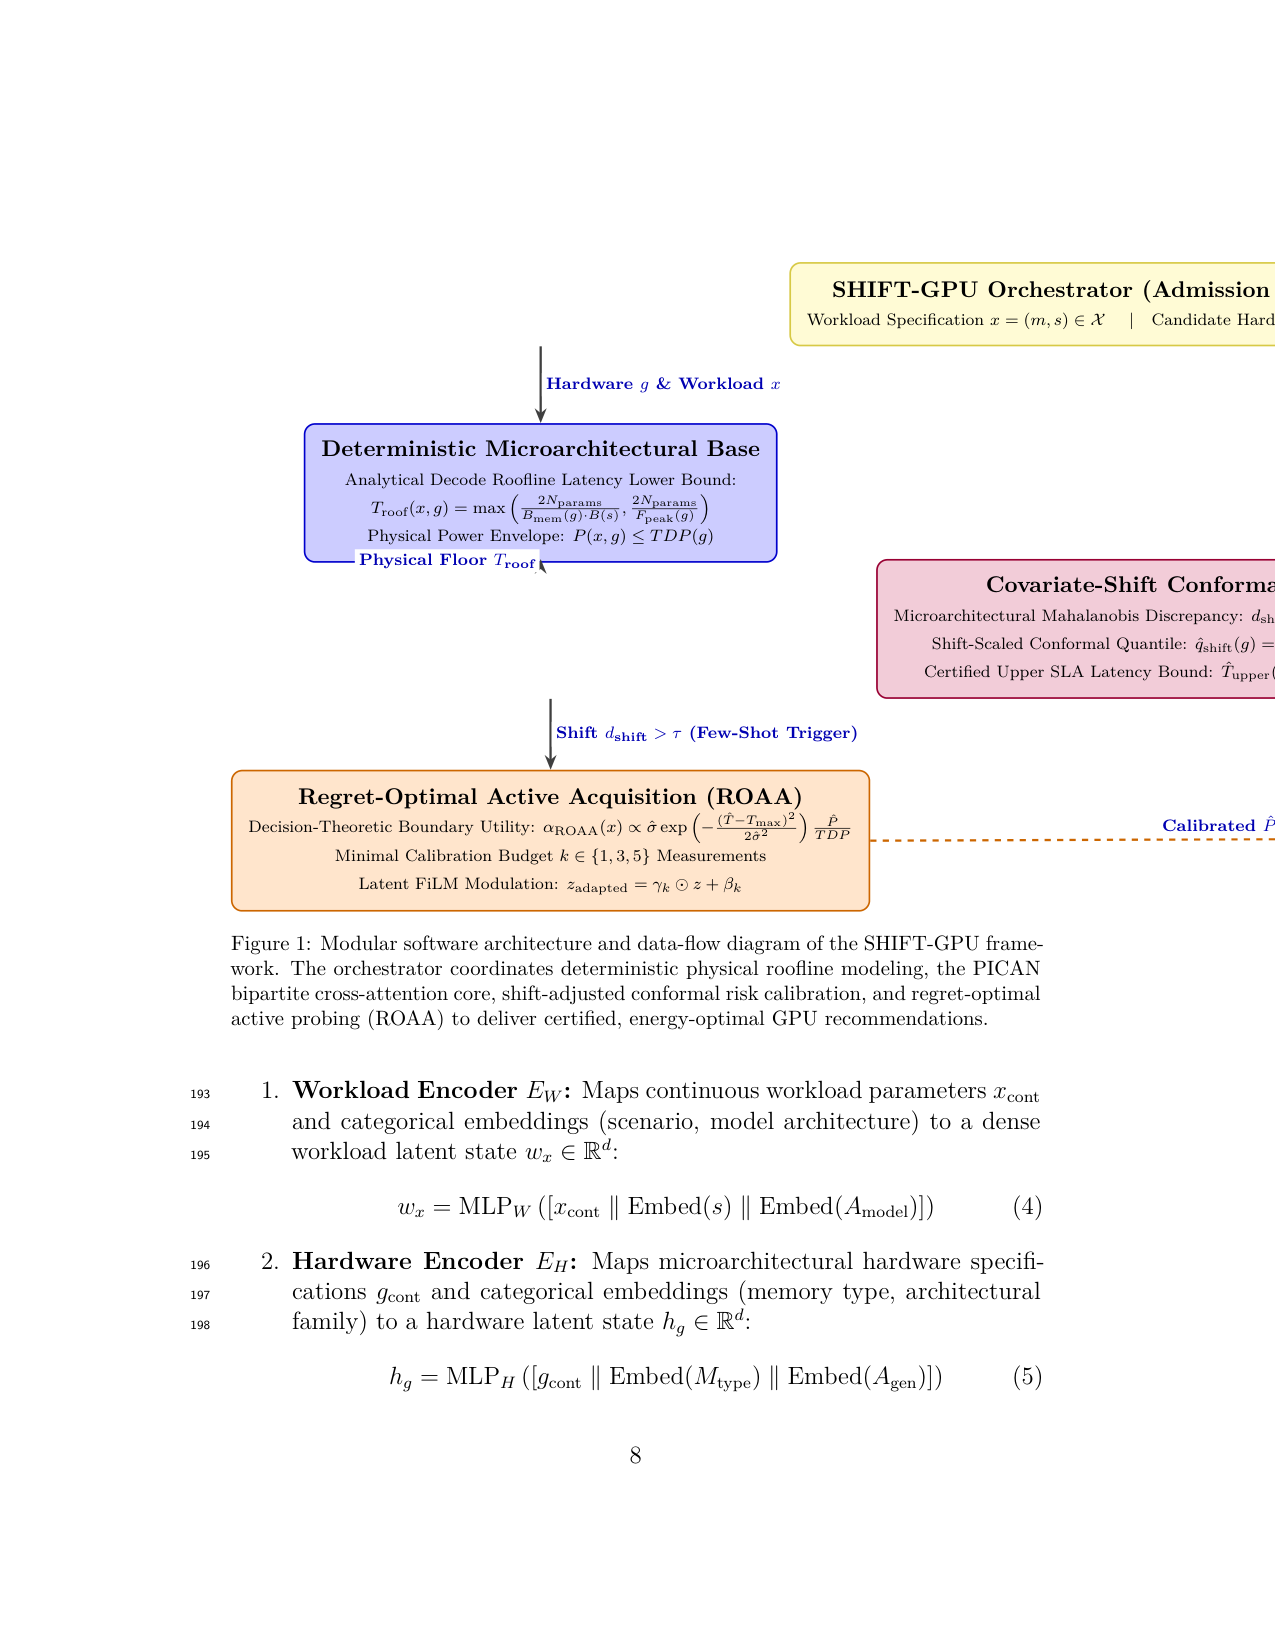 SHIFT-GPU Orchestrator (Admission
Workload Specification x = (m, s) ∈ 𝒳 | Candidate Hard
Hardware g & Workload x
Deterministic Microarchitectural Base
Analytical Decode Roofline Latency Lower Bound:
T_roof(x, g) = max(2N_params / B_mem(g)·B(s), 2N_params / F_peak(g))
Physical Power Envelope: P(x, g) ≤ TDP(g)
Physical Floor T_roof
Covariate-Shift Conforma
Microarchitectural Mahalanobis Discrepancy: d_sh
Shift-Scaled Conformal Quantile: q̂_shift(g) =
Certified Upper SLA Latency Bound: T̂_upper(
Shift d_shift > τ (Few-Shot Trigger)
Regret-Optimal Active Acquisition (ROAA)
Decision-Theoretic Boundary Utility: α_ROAA(x) ∝ σ̂ exp(−(T̂−T_max)² / 2σ̂²) P̂ / TDP
Minimal Calibration Budget k ∈ {1, 3, 5} Measurements
Latent FiLM Modulation: z_adapted = γ_k ⊙ z + β_k
Calibrated P̂
Figure 1: Modular software architecture and data-flow diagram of the SHIFT-GPU frame-
work. The orchestrator coordinates deterministic physical roofline modeling, the PICAN
bipartite cross-attention core, shift-adjusted conformal risk calibration, and regret-optimal
active probing (ROAA) to deliver certified, energy-optimal GPU recommendations.
193 1. Workload Encoder E_W: Maps continuous workload parameters x_cont
194 and categorical embeddings (scenario, model architecture) to a dense
195 workload latent state w_x ∈ ℝ^d:
w_x = MLP_W ([x_cont ∥ Embed(s) ∥ Embed(A_model)]) (4)
196 2. Hardware Encoder E_H: Maps microarchitectural hardware specifi-
197 cations g_cont and categorical embeddings (memory type, architectural
198 family) to a hardware latent state h_g ∈ ℝ^d:
h_g = MLP_H ([g_cont ∥ Embed(M_type) ∥ Embed(A_gen)]) (5)
8